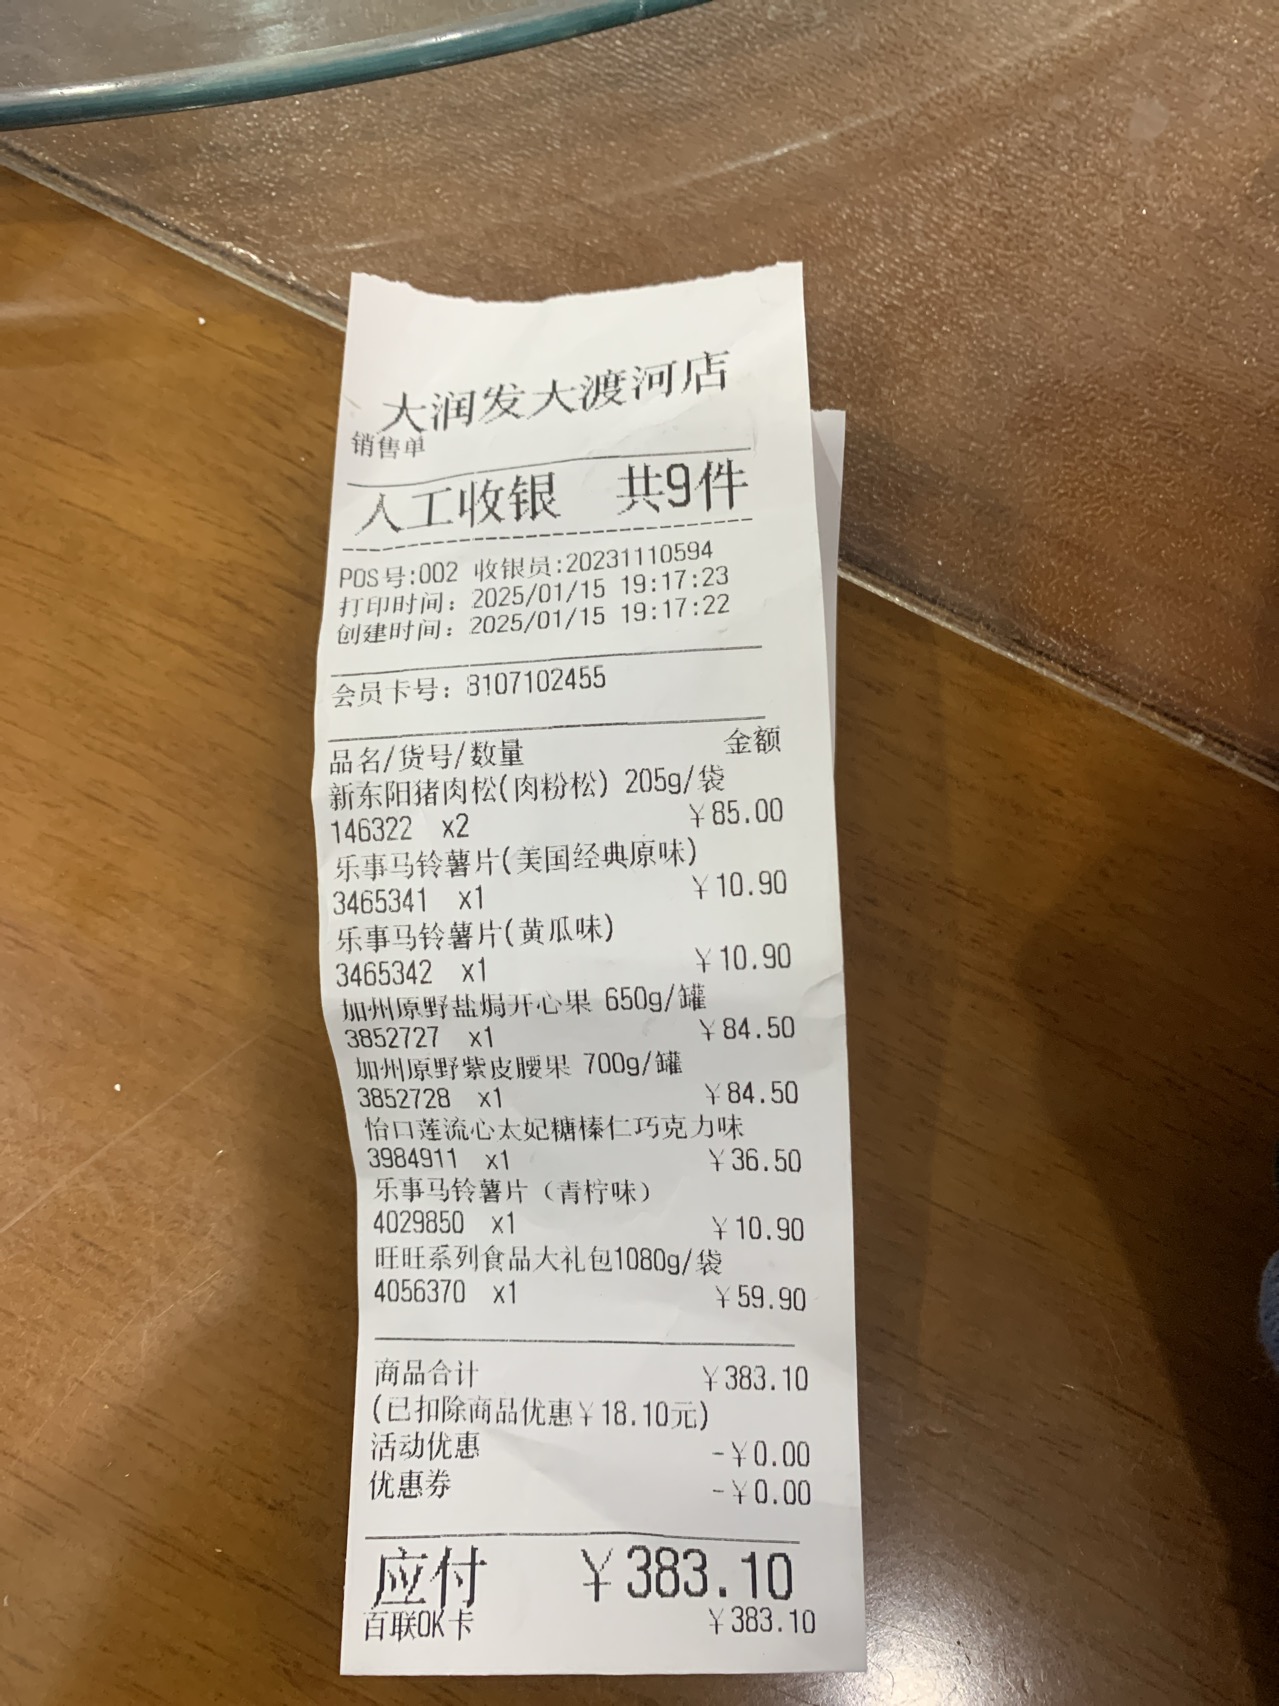 大润发大渡河店
销售单
人工收银 共9件
POS号:002 收银员:20231110594
打印时间：2025/01/15 19:17:23
创建时间：2025/01/15 19:17:22
会员卡号：8107102455
品名/货号/数量 金额
新东阳猪肉松(肉粉松) 205g/袋
146322 x2 ￥85.00
乐事马铃薯片(美国经典原味)
3465341 x1 ￥10.90
乐事马铃薯片(黄瓜味)
3465342 x1 ￥10.90
加州原野盐焗开心果 650g/罐
3852727 x1 ￥84.50
加州原野紫皮腰果 700g/罐
3852728 x1 ￥84.50
怡口莲流心太妃糖榛仁巧克力味
3984911 x1 ￥36.50
乐事马铃薯片（青柠味）
4029850 x1 ￥10.90
旺旺系列食品大礼包1080g/袋
4056370 x1 ￥59.90
商品合计 ￥383.10
(已扣除商品优惠￥18.10元)
活动优惠 -￥0.00
优惠券 -￥0.00
应付 ￥383.10
百联OK卡 ￥383.10